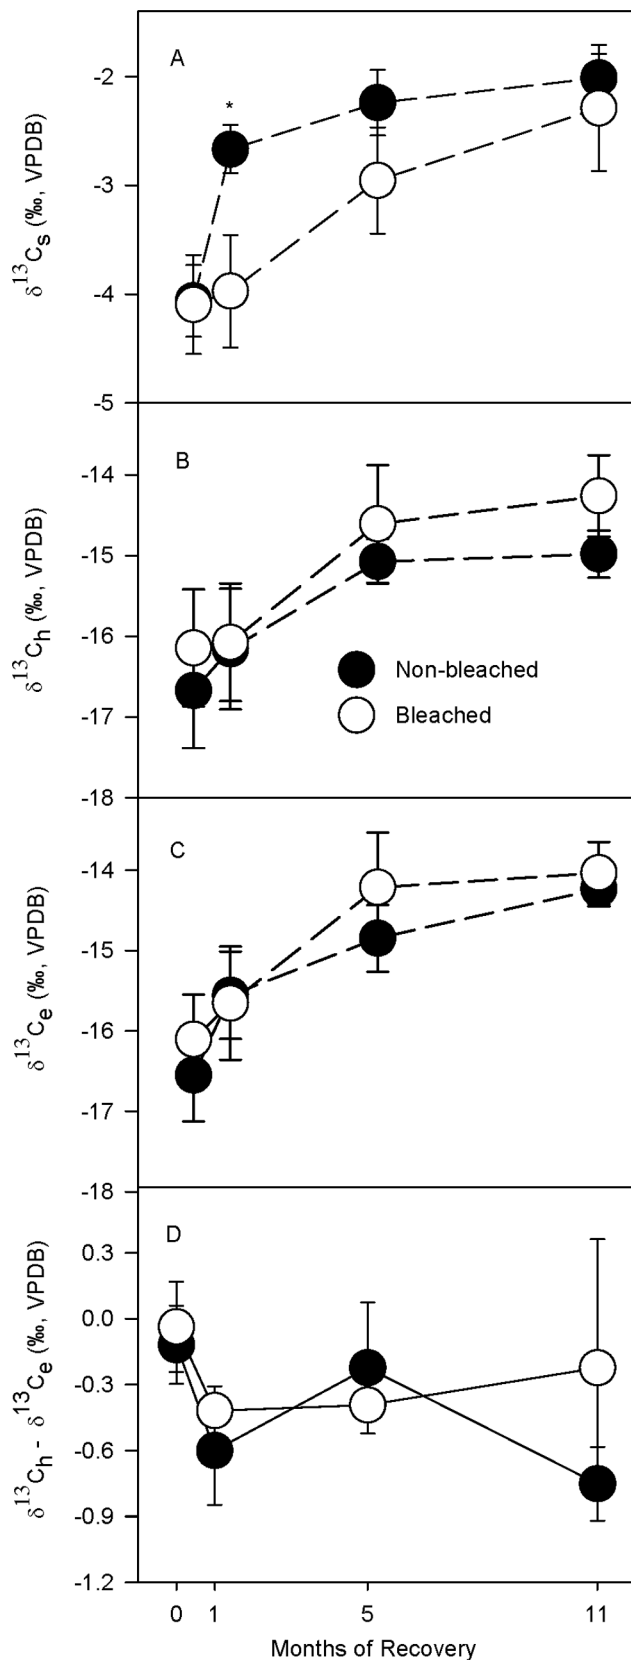 A
*
δ¹³Cₛ (‰, VPDB)
-2
-3
-4
-5
B
δ¹³Cₕ (‰, VPDB)
-14
-15
-16
-17
-18
Non-bleached
Bleached
C
δ¹³Cₑ (‰, VPDB)
-14
-15
-16
-17
-18
D
δ¹³Cₕ - δ¹³Cₑ (‰, VPDB)
0.3
0.0
-0.3
-0.6
-0.9
-1.2
0 1 5 11
Months of Recovery